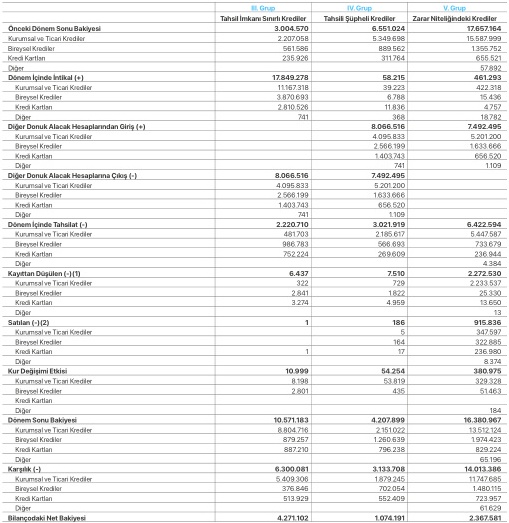 III. Grup IV. Grup V. Grup
Tahsil İmkanı Sınırlı Krediler Tahsili Şüpheli Krediler Zarar Niteliğindeki Krediler
Önceki Dönem Sonu Bakiyesi 3.004.570 6.551.024 17.657.164
Kurumsal ve Ticari Krediler 2.207.058 5.349.698 15.587.999
Bireysel Krediler 561.586 889.562 1.355.752
Kredi Kartları 235.926 311.764 655.521
Diğer 57.892
Dönem İçinde İntikal (+) 17.849.278 58.215 461.293
Kurumsal ve Ticari Krediler 11.167.318 39.223 422.318
Bireysel Krediler 3.870.693 6.788 15.436
Kredi Kartları 2.810.526 11.836 4.757
Diğer 741 368 18.782
Diğer Donuk Alacak Hesaplarından Giriş (+) 8.066.516 7.492.495
Kurumsal ve Ticari Krediler 4.095.833 5.201.200
Bireysel Krediler 2.566.199 1.633.666
Kredi Kartları 1.403.743 656.520
Diğer 741 1.109
Diğer Donuk Alacak Hesaplarına Çıkış (-) 8.066.516 7.492.495
Kurumsal ve Ticari Krediler 4.095.833 5.201.200
Bireysel Krediler 2.566.199 1.633.666
Kredi Kartları 1.403.743 656.520
Diğer 741 1.109
Dönem İçinde Tahsilat (-) 2.220.710 3.021.919 6.422.594
Kurumsal ve Ticari Krediler 481.703 2.185.617 5.447.587
Bireysel Krediler 986.783 566.693 733.679
Kredi Kartları 752.224 269.609 236.944
Diğer 4.384
Kayıttan Düşülen (-)(1) 6.437 7.510 2.272.530
Kurumsal ve Ticari Krediler 322 729 2.233.537
Bireysel Krediler 2.841 1.822 25.330
Kredi Kartları 3.274 4.959 13.650
Diğer 13
Satılan (-)(2) 1 186 915.836
Kurumsal ve Ticari Krediler 5 347.597
Bireysel Krediler 164 322.885
Kredi Kartları 1 17 236.980
Diğer 8.374
Kur Değişimi Etkisi 10.999 54.254 380.975
Kurumsal ve Ticari Krediler 8.198 53.819 329.328
Bireysel Krediler 2.801 435 51.463
Kredi Kartları
Diğer 184
Dönem Sonu Bakiyesi 10.571.183 4.207.899 16.380.967
Kurumsal ve Ticari Krediler 8.804.716 2.151.022 13.512.124
Bireysel Krediler 879.257 1.260.639 1.974.423
Kredi Kartları 887.210 796.238 829.224
Diğer 65.196
Karşılık (-) 6.300.081 3.133.708 14.013.386
Kurumsal ve Ticari Krediler 5.409.306 1.879.245 11.747.685
Bireysel Krediler 376.846 702.054 1.480.115
Kredi Kartları 513.929 552.409 723.957
Diğer 61.629
Bilançodaki Net Bakiyesi 4.271.102 1.074.191 2.367.581